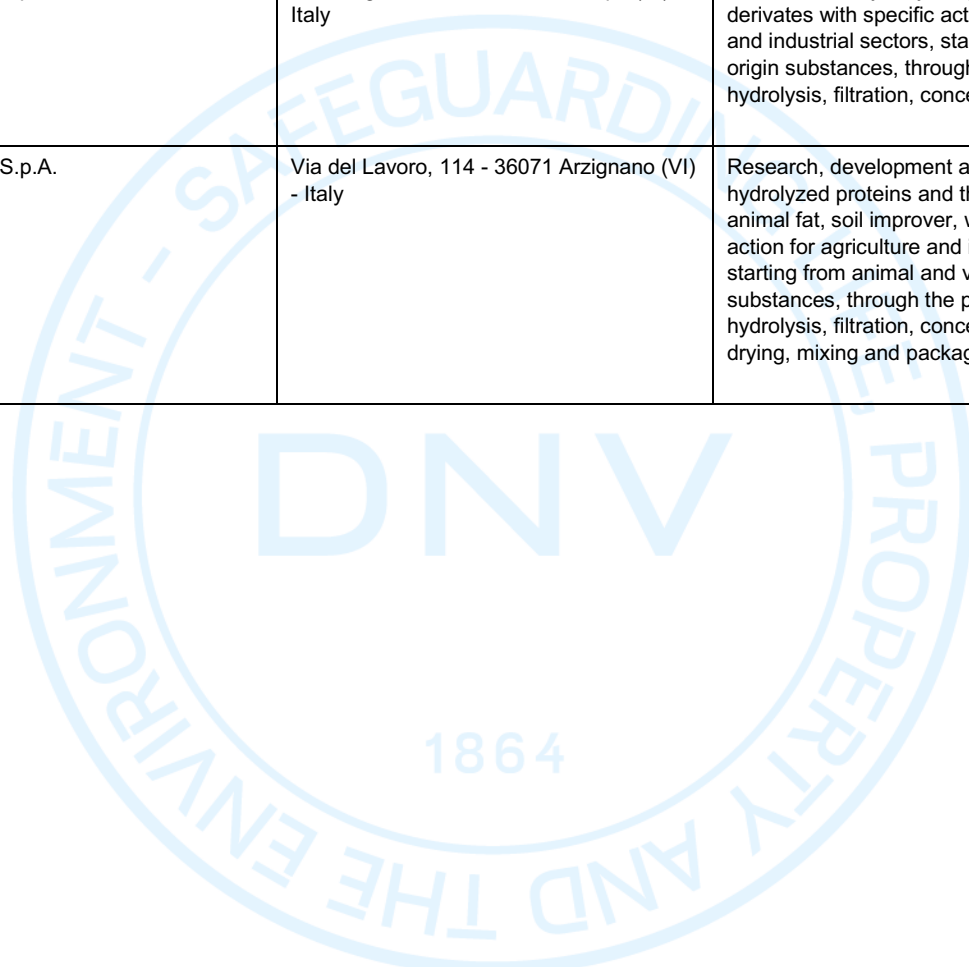 Italy
derivates with specific act
and industrial sectors, sta
origin substances, through
hydrolysis, filtration, conce
S.p.A.
Via del Lavoro, 114 - 36071 Arzignano (VI)
- Italy
Research, development a
hydrolyzed proteins and th
animal fat, soil improver, w
action for agriculture and i
starting from animal and v
substances, through the p
hydrolysis, filtration, conce
drying, mixing and packag
SAFEGUARDING LIFE, PROPERTY AND THE ENVIRONMENT -
DNV
1864